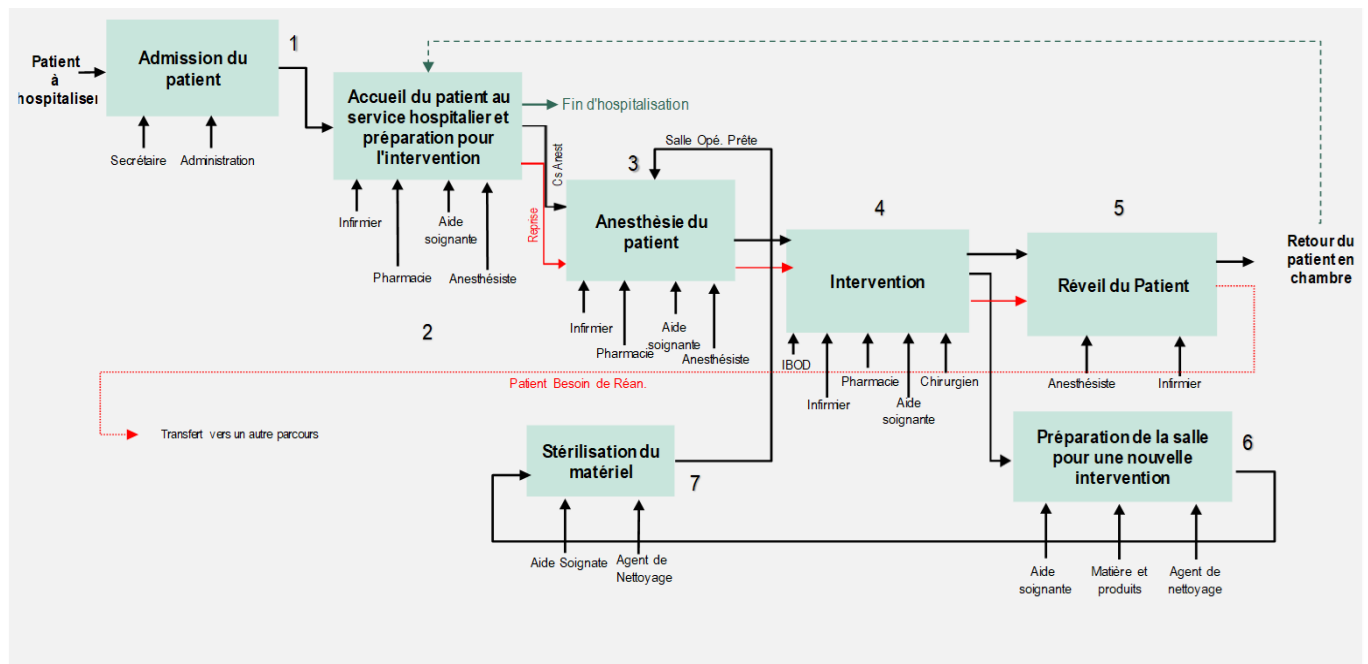 Patient
à
hospitaliser
Admission du
patient
1
Secrétaire
Administration
Accueil du patient au
service hospitalier et
préparation pour
l'intervention
Fin d'hospitalisation
Infirmier
Pharmacie
Aide
soignante
Anesthésiste
2
Cs Anest
Reprise
Salle Opé. Prête
3
Anesthèsie du
patient
Infirmier
Pharmacie
Aide
soignante
Anesthésiste
4
Intervention
IBOD
Infirmier
Pharmacie
Aide
soignante
Chirurgien
5
Rèveil du Patient
Anesthésiste
Infirmier
Retour du
patient en
chambre
Patient Besoin de Réan.
Transfert vers un autre parcours
Stérilisation du
matériel
7
Aide Soignate
Agent de
Nettoyage
Préparation de la salle
pour une nouvelle
intervention
6
Aide
soignante
Matière et
produits
Agent de
nettoyage